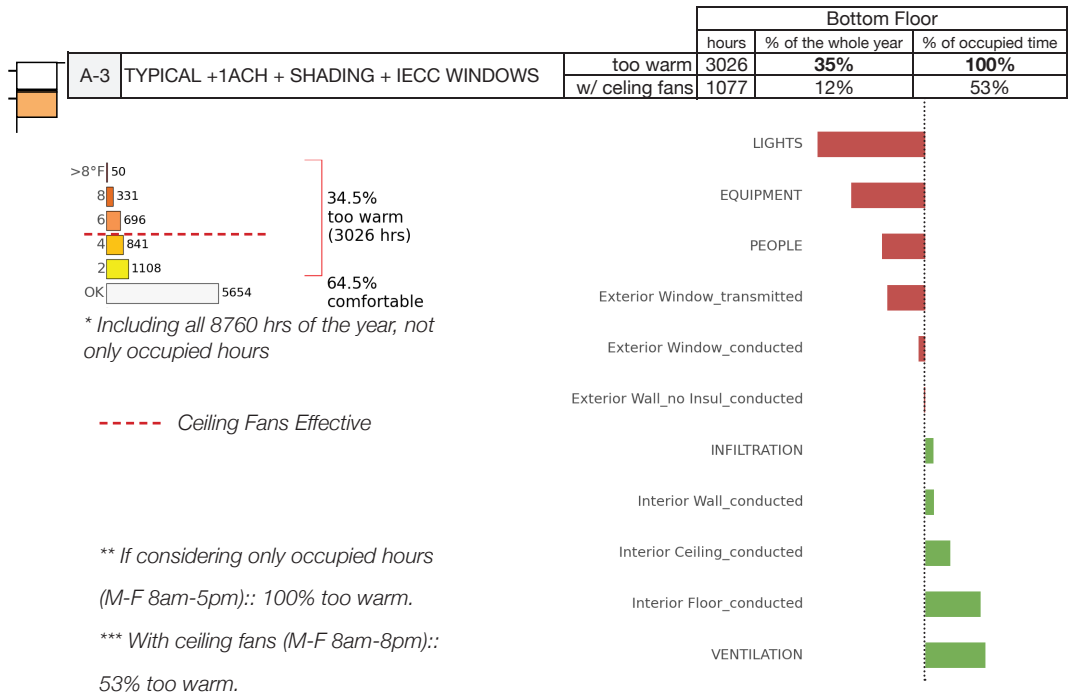 Bottom Floor
hours % of the whole year % of occupied time
A-3 TYPICAL +1ACH + SHADING + IECC WINDOWS too warm 3026 35% 100%
w/ celing fans 1077 12% 53%
>8°F 50
8 331
6 696
4 841
2 1108
OK 5654
34.5%
too warm
(3026 hrs)
64.5%
comfortable
* Including all 8760 hrs of the year, not
only occupied hours
Ceiling Fans Effective
** If considering only occupied hours
(M-F 8am-5pm):: 100% too warm.
*** With ceiling fans (M-F 8am-8pm)::
53% too warm.
LIGHTS
EQUIPMENT
PEOPLE
Exterior Window_transmitted
Exterior Window_conducted
Exterior Wall_no Insul_conducted
INFILTRATION
Interior Wall_conducted
Interior Ceiling_conducted
Interior Floor_conducted
VENTILATION